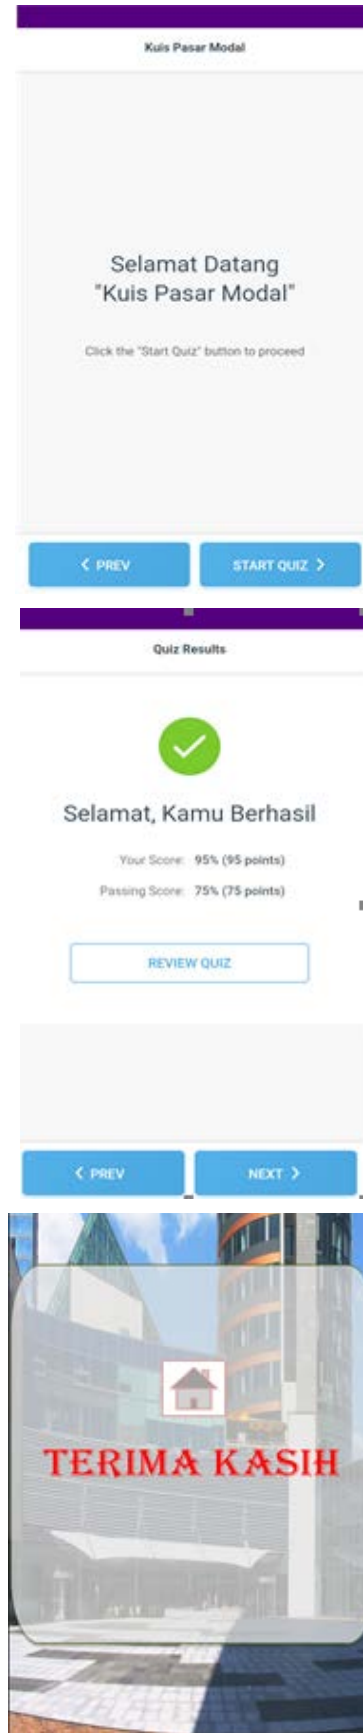 Kuis Pasar Modal
Selamat Datang
"Kuis Pasar Modal"
Click the "Start Quiz" button to proceed
PREV
START QUIZ
Quiz Results
Selamat, Kamu Berhasil
Your Score: 95% (95 points)
Passing Score: 75% (75 points)
REVIEW QUIZ
PREV
NEXT
TERIMA KASIH